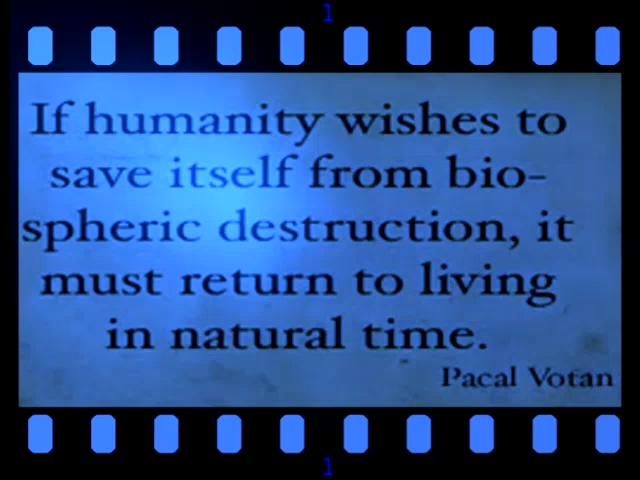 1
If humanity wishes to
save itself from bio-
spheric destruction, it
must return to living
in natural time.
Pacal Votan
1